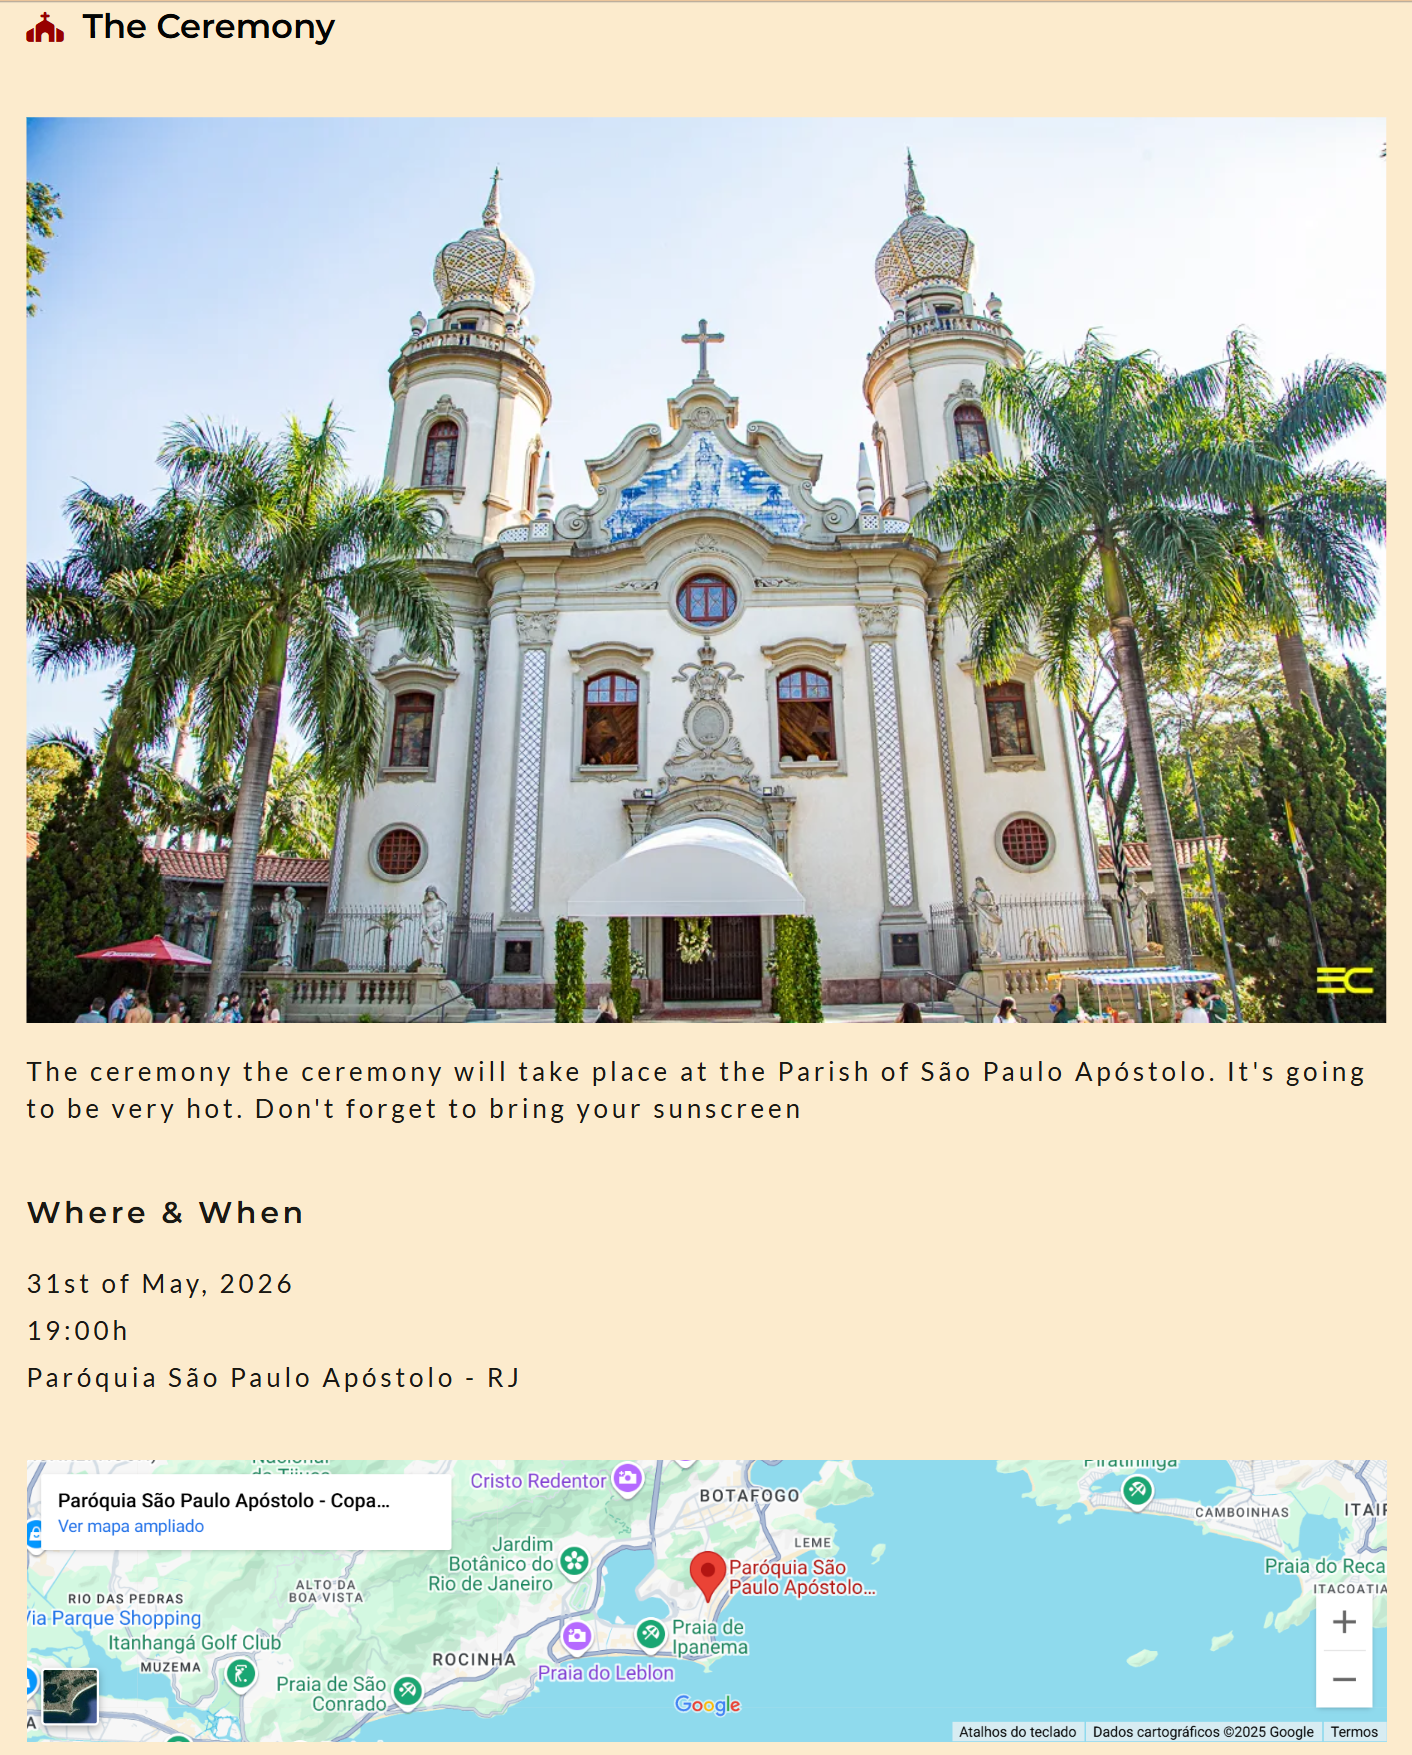 The Ceremony
EC
The ceremony the ceremony will take place at the Parish of São Paulo Apóstolo. It's going
to be very hot. Don't forget to bring your sunscreen
Where & When
31st of May, 2026
19:00h
Paróquia São Paulo Apóstolo - RJ
Paróquia São Paulo Apóstolo - Copa...
Ver mapa ampliado
Cristo Redentor
BOTAFOGO
Piratininga
CAMBOINHAS
LEME
Jardim
Botânico do
Rio de Janeiro
Paróquia São
Paulo Apóstolo...
Praia do Reca
ITACOATIA
ALTO DA
BOA VISTA
RIO DAS PEDRAS
Via Parque Shopping
Itanhangá Golf Club
MUZEMA
Praia de
Ipanema
ROCINHA
Praia do Leblon
Praia de São
Conrado
Google
Atalhos do teclado
Dados cartográficos ©2025 Google
Termos